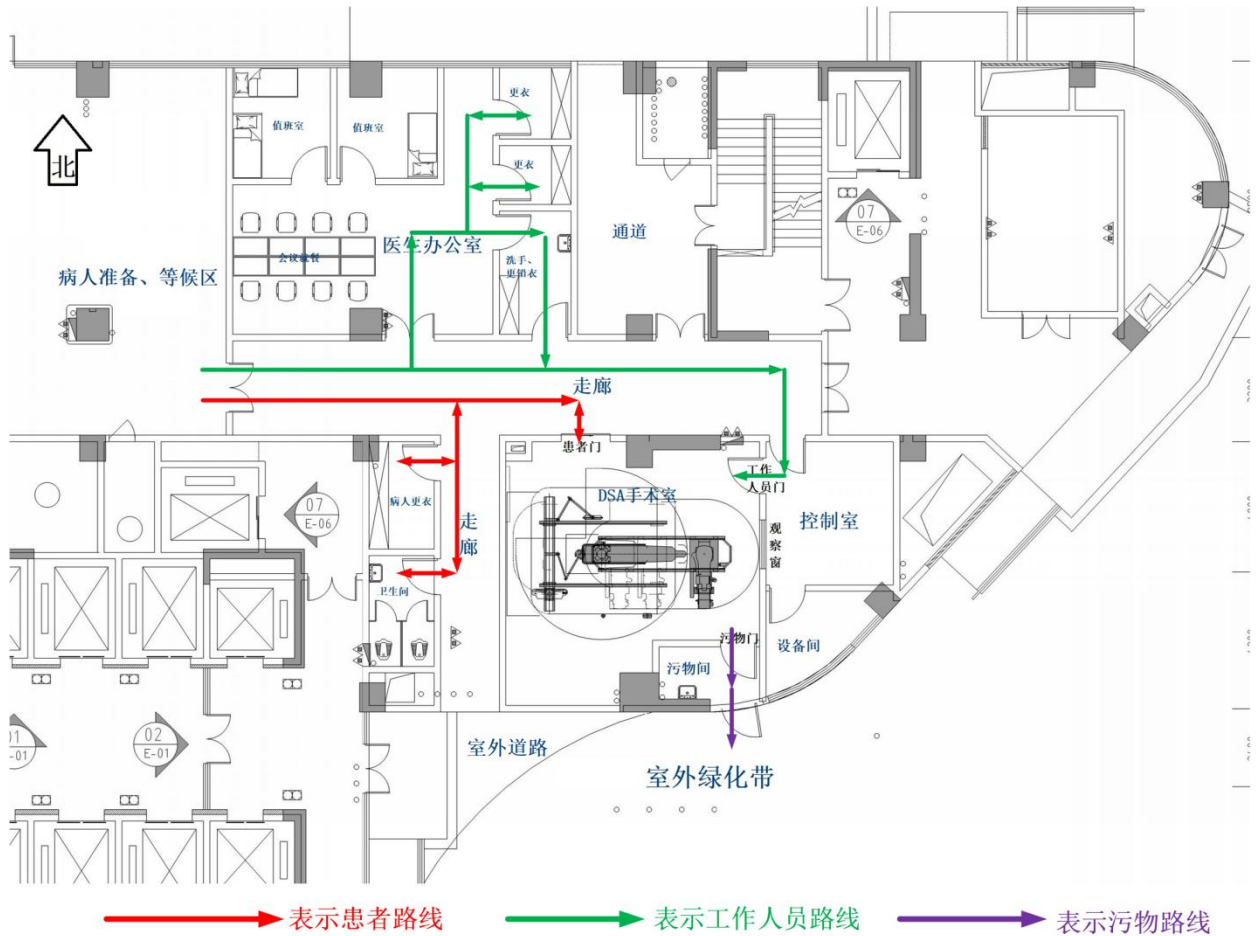 北
值班室
值班室
更衣
更衣
医生办公室
会议就餐
洗手、
更铅衣
通道
07
E-06
病人准备、等候区
走廊
患者门
工作
人员门
病人更衣
DSA手术室
控制室
07
E-06
走
廊
观
察
窗
卫生间
污物门
设备间
污物间
01
-01
02
E-01
室外道路
室外绿化带
表示患者路线
表示工作人员路线
表示污物路线